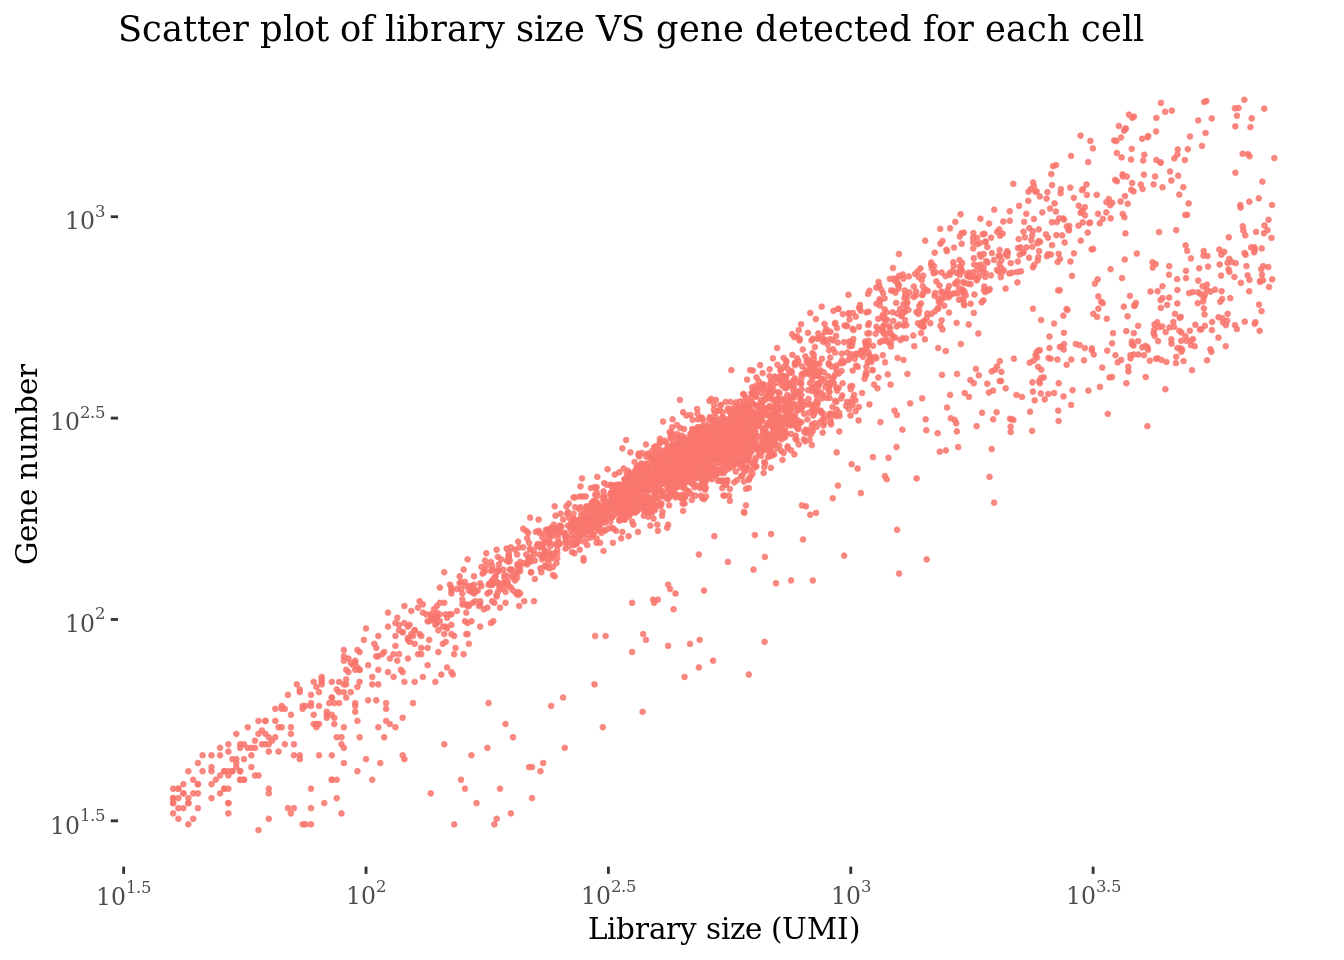 Scatter plot of library size VS gene detected for each cell
Gene number
10^3
10^2.5
10^2
10^1.5
10^1.5 10^2 10^2.5 10^3 10^3.5
Library size (UMI)